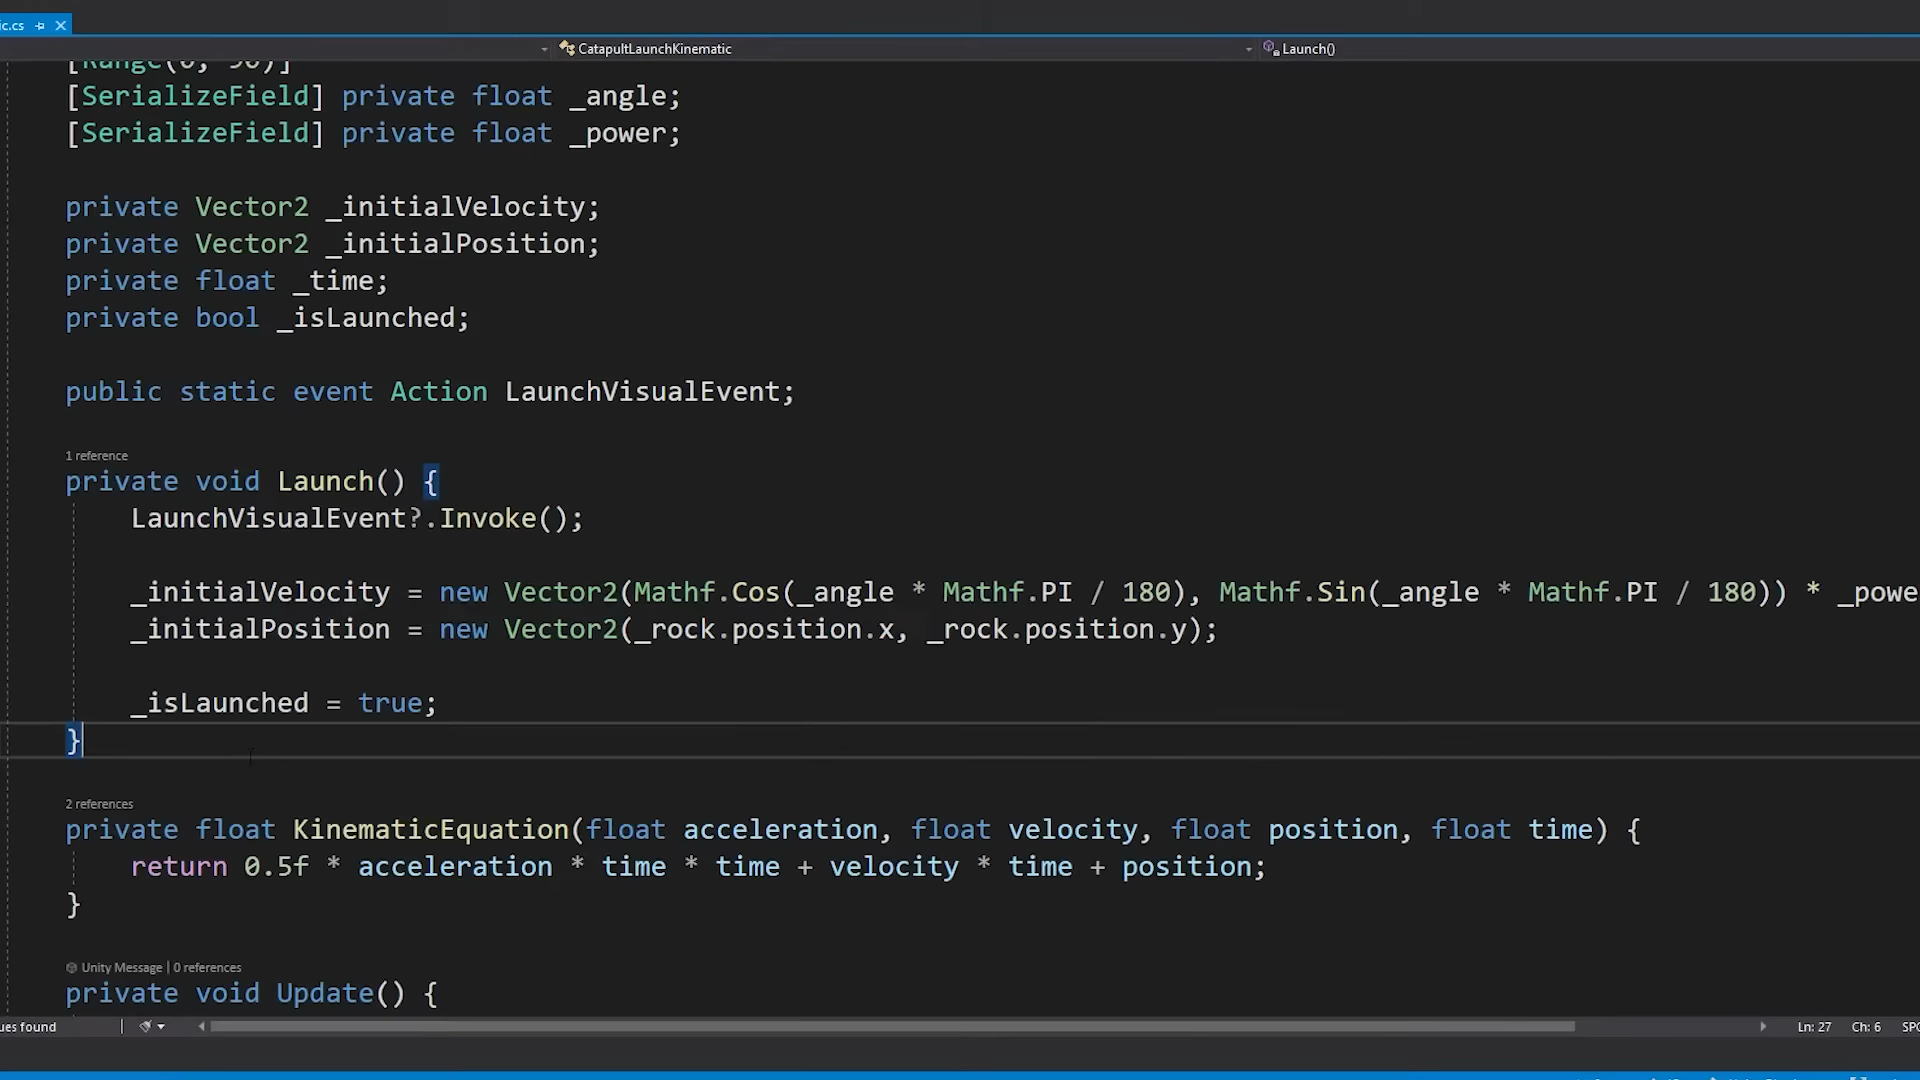 ic.cs
CatapultLaunchKinematic
Launch()
[Range(0, 90)]
[SerializeField] private float _angle;
[SerializeField] private float _power;
private Vector2 _initialVelocity;
private Vector2 _initialPosition;
private float _time;
private bool _isLaunched;
public static event Action LaunchVisualEvent;
1 reference
private void Launch() {
LaunchVisualEvent?.Invoke();
_initialVelocity = new Vector2(Mathf.Cos(_angle * Mathf.PI / 180), Mathf.Sin(_angle * Mathf.PI / 180)) * _powe
_initialPosition = new Vector2(_rock.position.x, _rock.position.y);
_isLaunched = true;
}
2 references
private float KinematicEquation(float acceleration, float velocity, float position, float time) {
return 0.5f * acceleration * time * time + velocity * time + position;
}
Unity Message | 0 references
private void Update() {
ues found
Ln: 27 Ch: 6 SPC